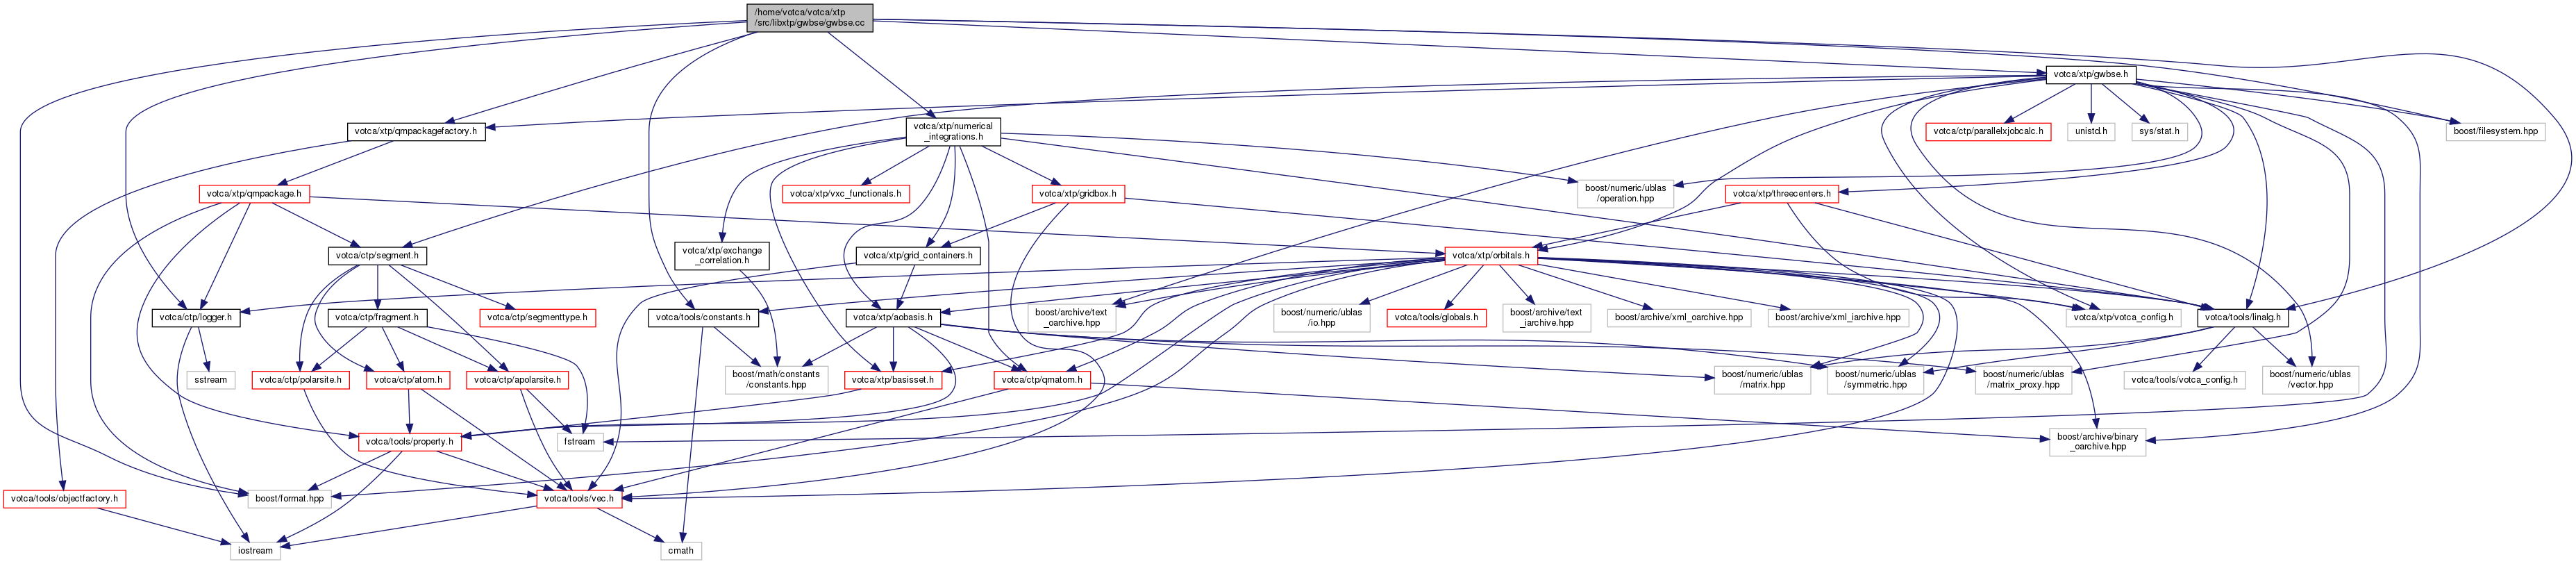 /home/votca/votca/xtp
/src/libxtp/gwbse/gwbse.cc
votca/xtp/gwbse.h
votca/xtp/qmpackagefactory.h
votca/xtp/numerical
_integrations.h
votca/ctp/parallelxjobcalc.h
unistd.h
sys/stat.h
boost/filesystem.hpp
votca/xtp/qmpackage.h
votca/xtp/vxc_functionals.h
votca/xtp/gridbox.h
boost/numeric/ublas
/operation.hpp
votca/xtp/threecenters.h
votca/ctp/segment.h
votca/xtp/exchange
_correlation.h
votca/xtp/grid_containers.h
votca/xtp/orbitals.h
votca/ctp/logger.h
votca/ctp/fragment.h
votca/ctp/segmenttype.h
votca/tools/constants.h
votca/xtp/aobasis.h
boost/archive/text
_oarchive.hpp
boost/numeric/ublas
/io.hpp
votca/tools/globals.h
boost/archive/text
_iarchive.hpp
boost/archive/xml_oarchive.hpp
boost/archive/xml_iarchive.hpp
votca/xtp/votca_config.h
votca/tools/linalg.h
sstream
votca/ctp/polarsite.h
votca/ctp/atom.h
votca/ctp/apolarsite.h
boost/math/constants
/constants.hpp
votca/xtp/basisset.h
votca/ctp/qmatom.h
boost/numeric/ublas
/matrix.hpp
boost/numeric/ublas
/symmetric.hpp
boost/numeric/ublas
/matrix_proxy.hpp
votca/tools/votca_config.h
boost/numeric/ublas
/vector.hpp
votca/tools/property.h
fstream
boost/archive/binary
_oarchive.hpp
votca/tools/objectfactory.h
boost/format.hpp
votca/tools/vec.h
iostream
cmath